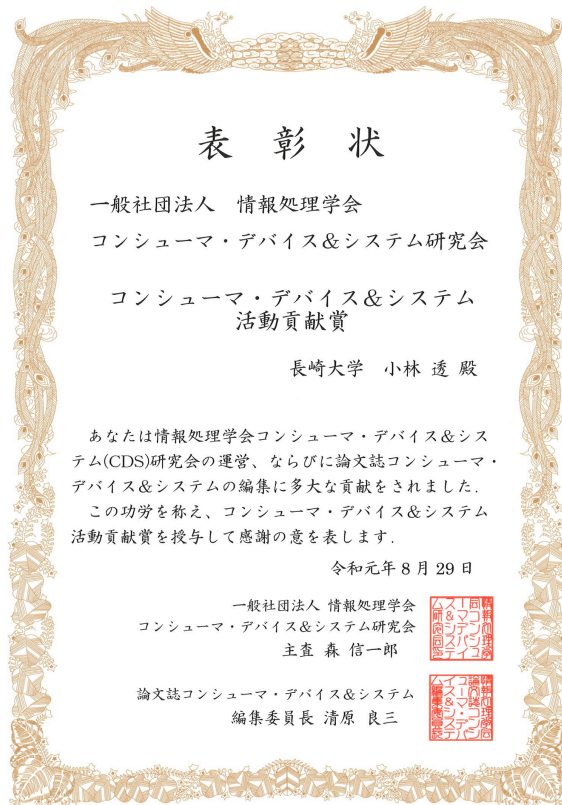 表 彰 状
一般社団法人　情報処理学会
コンシューマ・デバイス&システム研究会
コンシューマ・デバイス&システム
活動貢献賞
長崎大学　小林 透 殿
あなたは情報処理学会コンシューマ・デバイス&シス
テム(CDS)研究会の運営、ならびに論文誌コンシューマ・
デバイス&システムの編集に多大な貢献をされました.
この功労を称え、コンシューマ・デバイス&システム
活動貢献賞を授与して感謝の意を表します.
令和元年 8 月 29 日
一般社団法人 情報処理学会
コンシューマ・デバイス&システム研究会
主査 森 信一郎
論文誌コンシューマ・デバイス&システム
編集委員長 清原 良三